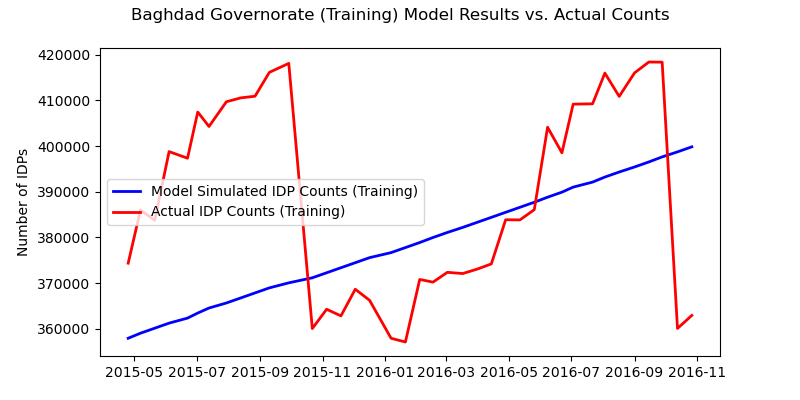 Baghdad Governorate (Training) Model Results vs. Actual Counts
420000
410000
400000
390000
380000
370000
360000
Number of IDPs
Model Simulated IDP Counts (Training)
Actual IDP Counts (Training)
2015-05 2015-07 2015-09 2015-11 2016-01 2016-03 2016-05 2016-07 2016-09 2016-11